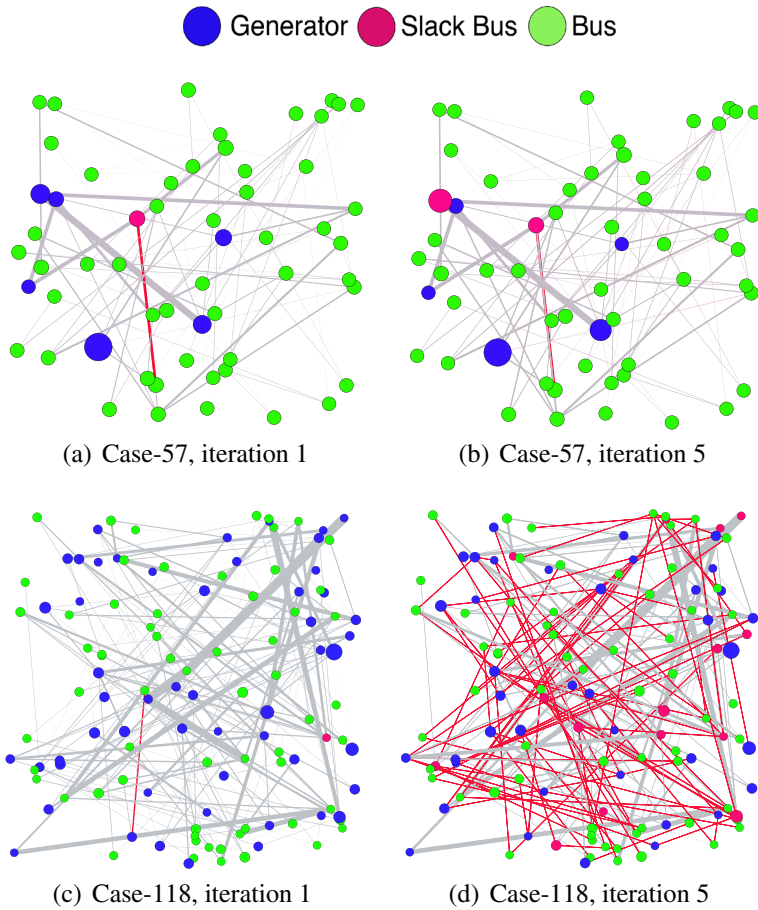 Generator Slack Bus Bus
(a) Case-57, iteration 1 (b) Case-57, iteration 5
(c) Case-118, iteration 1 (d) Case-118, iteration 5